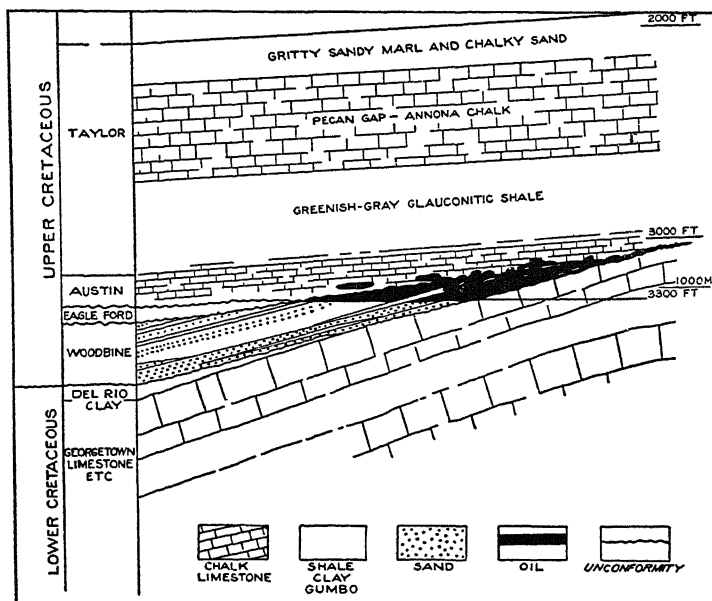 2000 FT
GRITTY SANDY MARL AND CHALKY SAND
UPPER CRETACEOUS
TAYLOR
PECAN GAP - ANNONA CHALK
GREENISH-GRAY GLAUCONITIC SHALE
3000 FT
AUSTIN
1000M
3300 FT
EAGLE FORD
WOODBINE
LOWER CRETACEOUS
DEL RIO
CLAY
GEORGETOWN
LIMESTONE
ETC
CHALK
LIMESTONE
SHALE
CLAY
GUMBO
SAND
OIL
UNCONFORMITY